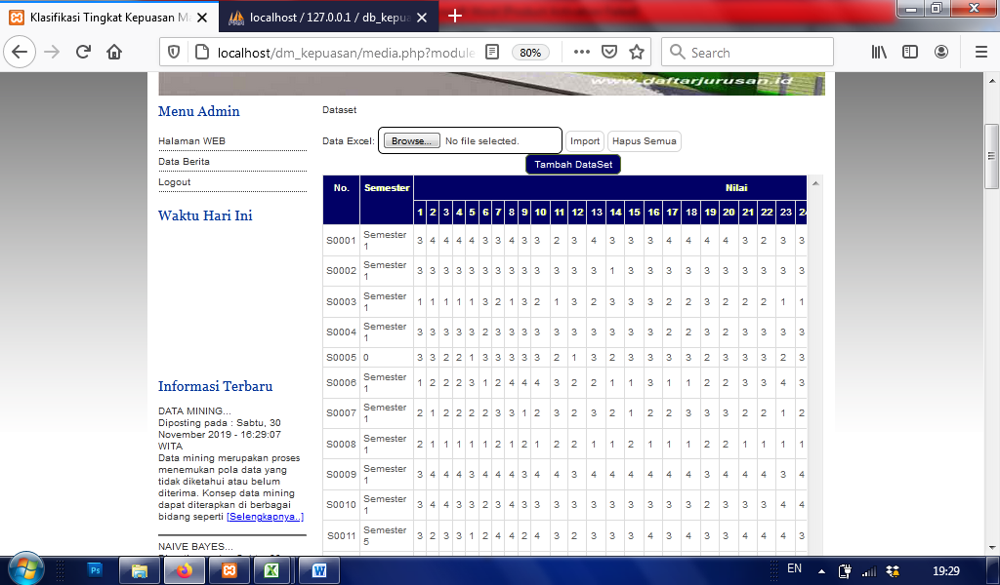 Klasifikasi Tingkat Kepuasan M
localhost / 127.0.0.1 / db_kepua
localhost/dm_kepuasan/media.php?module
80%
Search
www.daftarjurusan.id
Menu Admin
Halaman WEB
Data Berita
Logout
Waktu Hari Ini
Informasi Terbaru
DATA MINING...
Diposting pada : Sabtu, 30
November 2019 - 16:29:07
WITA
Data mining merupakan proses
menemukan pola data yang
tidak diketahui atau belum
diterima. Konsep data mining
dapat diterapkan di berbagai
bidang seperti [Selengkapnya..]
NAIVE BAYES...
Dataset
Data Excel: Browse... No file selected. Import Hapus Semua
Tambah DataSet
No. Semester Nilai
1 2 3 4 5 6 7 8 9 10 11 12 13 14 15 16 17 18 19 20 21 22 23 24
S0001 Semester 1 3 4 4 4 4 3 3 4 3 3 2 3 4 3 3 3 4 4 4 4 3 2 3 3
S0002 Semester 1 3 3 3 3 3 3 3 3 3 3 3 3 3 1 3 3 3 3 3 3 3 3 3 3
S0003 Semester 1 1 1 1 1 1 3 2 1 3 2 1 3 2 3 3 3 2 2 3 2 2 2 1 1
S0004 Semester 1 3 3 3 3 3 2 3 3 3 3 3 3 3 3 3 3 2 2 3 2 3 3 3 3
S0005 0 3 3 2 2 1 3 3 3 3 3 2 1 3 2 3 3 3 3 2 3 3 3 2 3
S0006 Semester 1 1 2 2 2 3 1 2 4 4 4 3 2 2 1 1 3 1 1 2 2 3 3 4 3
S0007 Semester 1 2 1 2 2 2 2 3 3 1 2 3 2 3 2 1 2 2 3 3 3 2 2 1 2
S0008 Semester 1 2 1 1 1 1 1 2 1 2 1 2 2 1 1 2 1 1 1 2 2 1 1 1 1
S0009 Semester 1 3 4 4 4 3 4 4 4 3 4 4 3 4 4 4 4 4 4 3 4 4 4 3 4
S0010 Semester 1 3 4 4 3 3 2 3 4 3 3 3 3 3 3 3 3 3 3 2 3 3 3 4 4
S0011 Semester 5 3 2 3 3 1 2 4 4 2 4 3 2 3 3 3 4 3 4 3 3 4 4 4 3
EN
19:29